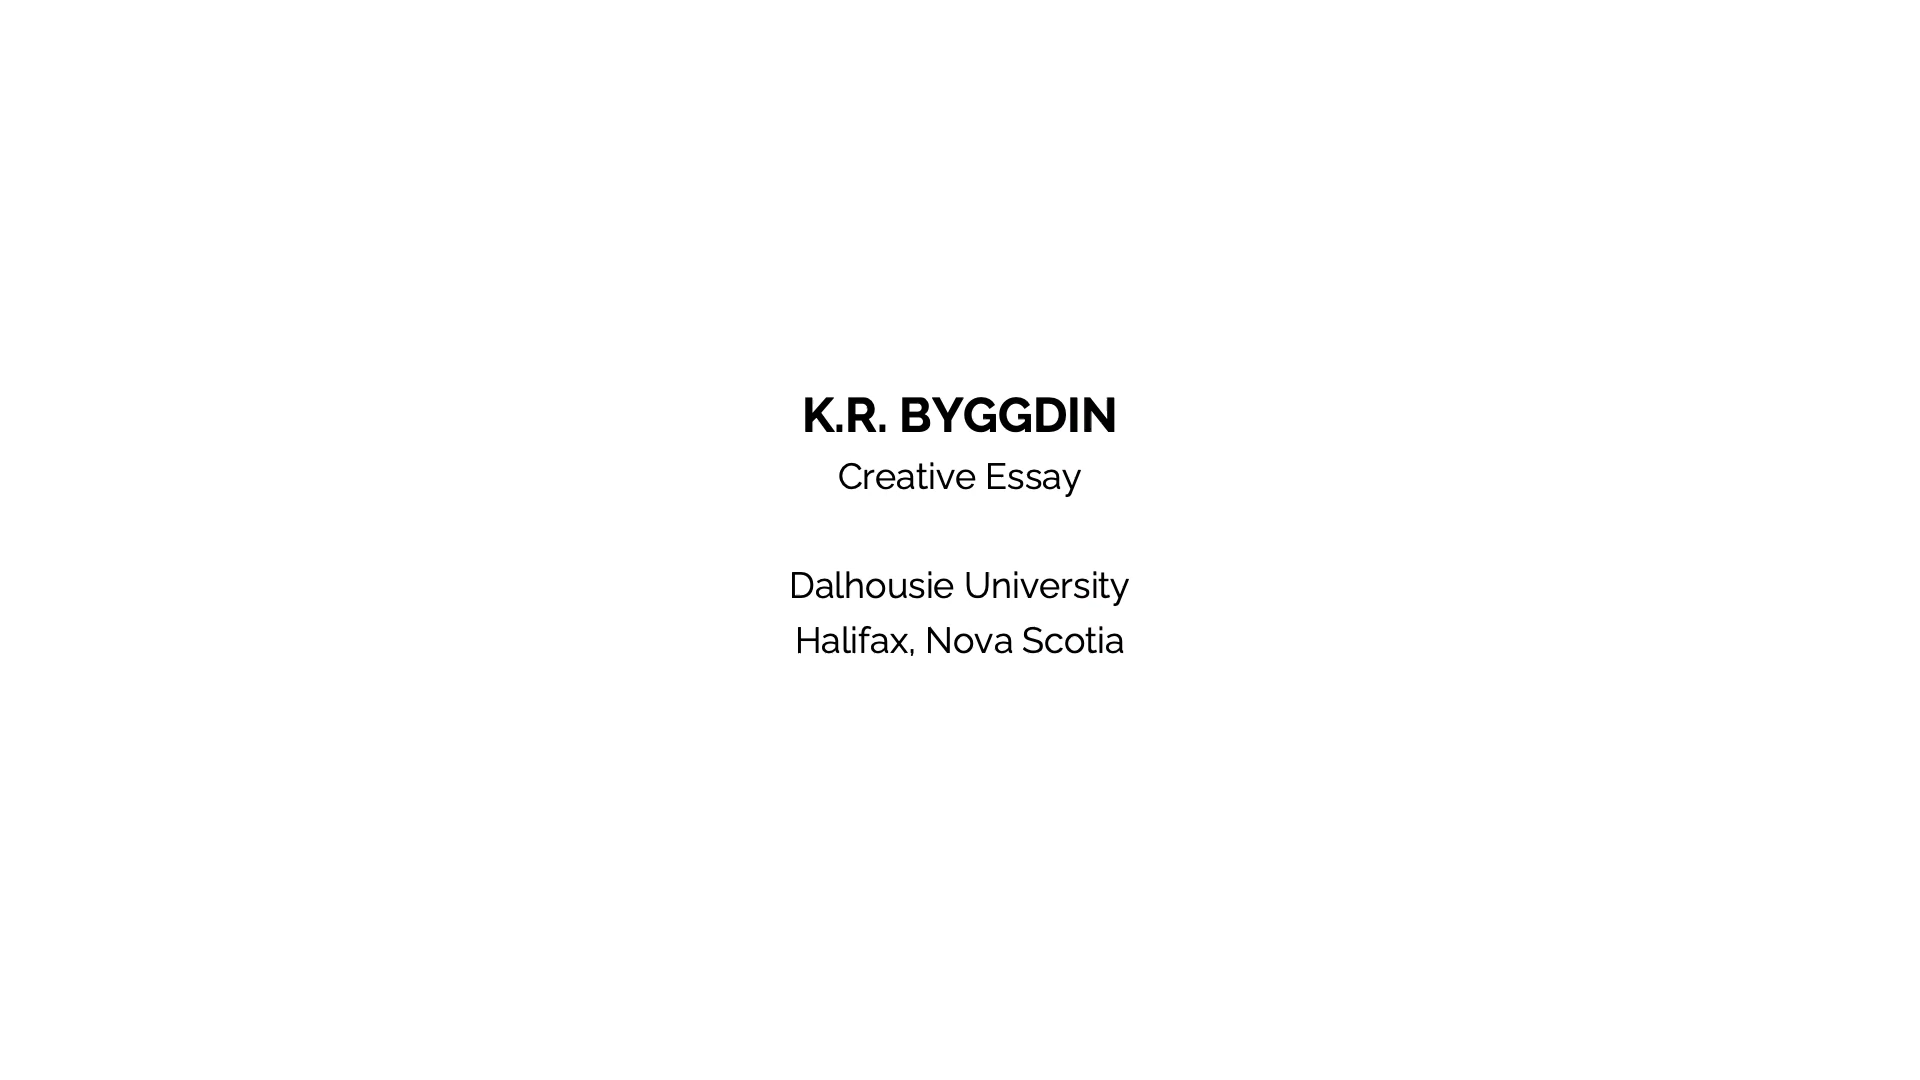 K.R. BYGGDIN
Creative Essay
Dalhousie University
Halifax, Nova Scotia